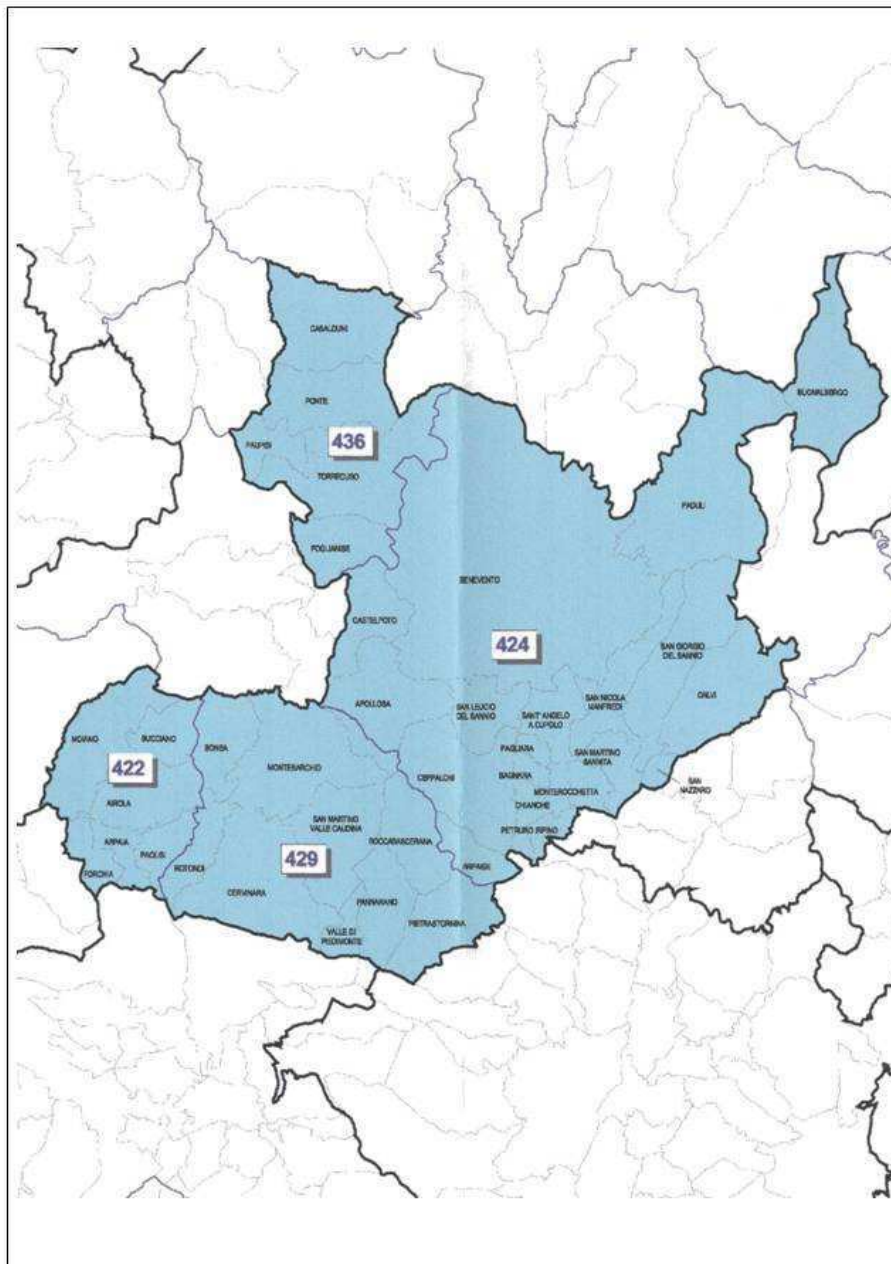 CASALDUNI
BUONALBERGO
PONTE
436
PAUPISI
TORRECUSO
PADULI
FOGLIANISE
BENEVENTO
CASTELPOTO
424
SAN GIORGIO
DEL SANNIO
CALVI
APOLLOSA
SAN LEUCIO
DEL SANNIO
SANT' ANGELO
A CUPOLO
SAN NICOLA
MANFREDI
MOIANO
BUCCIANO
BONEA
PAGLIARA
SAN MARTINO
SANNITA
422
MONTESARCHIO
CEPPALONI
BAGNARA
SAN
NAZZARO
MONTEROCCHETTA
AIROLA
CHIANCHE
SAN MARTINO
VALLE CAUDINA
PETRURO IRPINO
ARPAIA
ROCCABASCERANA
PAOLISI
429
ROTONDI
ARPAISE
FORCHIA
CERVINARA
PANNARANO
PIETRASTORNINA
VALLE DI
PIEDIMONTE